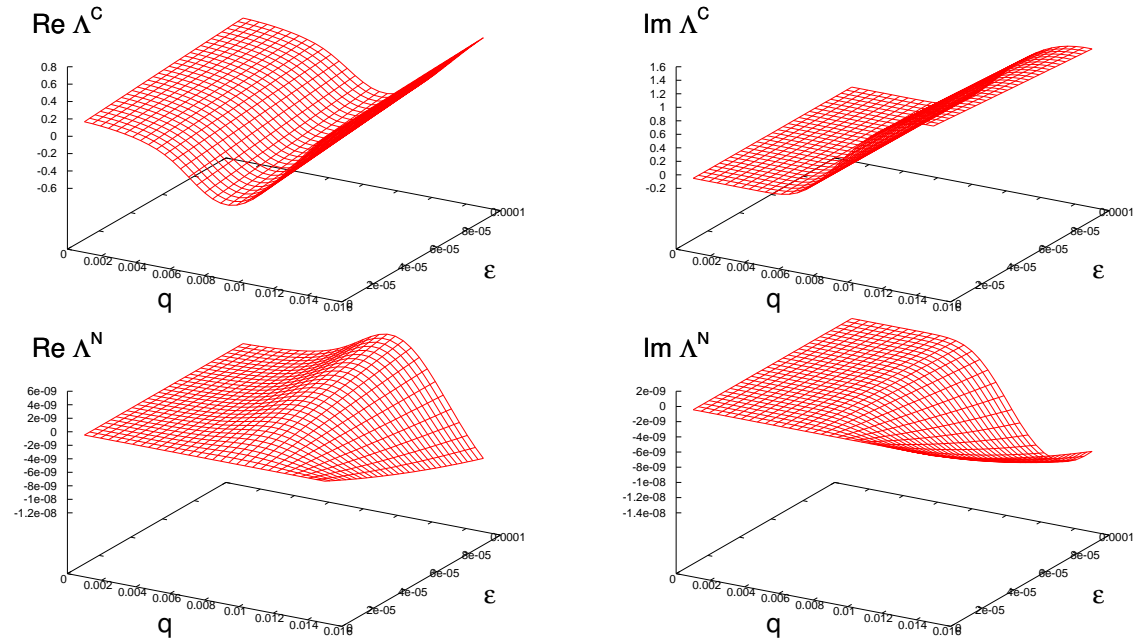 Re Λ^C
0.8
0.6
0.4
0.2
0
-0.2
-0.4
-0.6
0
0.002
0.004
0.006
0.008
0.01
0.012
0.014
0.016
q
0
2e-05
4e-05
6e-05
8e-05
0.0001
ε
Im Λ^C
1.6
1.4
1.2
1
0.8
0.6
0.4
0.2
0
-0.2
0
0.002
0.004
0.006
0.008
0.01
0.012
0.014
0.016
q
0
2e-05
4e-05
6e-05
8e-05
0.0001
ε
Re Λ^N
6e-09
4e-09
2e-09
0
-2e-09
-4e-09
-6e-09
-8e-09
-1e-08
-1.2e-08
0
0.002
0.004
0.006
0.008
0.01
0.012
0.014
0.016
q
0
2e-05
4e-05
6e-05
8e-05
0.0001
ε
Im Λ^N
2e-09
0
-2e-09
-4e-09
-6e-09
-8e-09
-1e-08
-1.2e-08
-1.4e-08
0
0.002
0.004
0.006
0.008
0.01
0.012
0.014
0.016
q
0
2e-05
4e-05
6e-05
8e-05
0.0001
ε